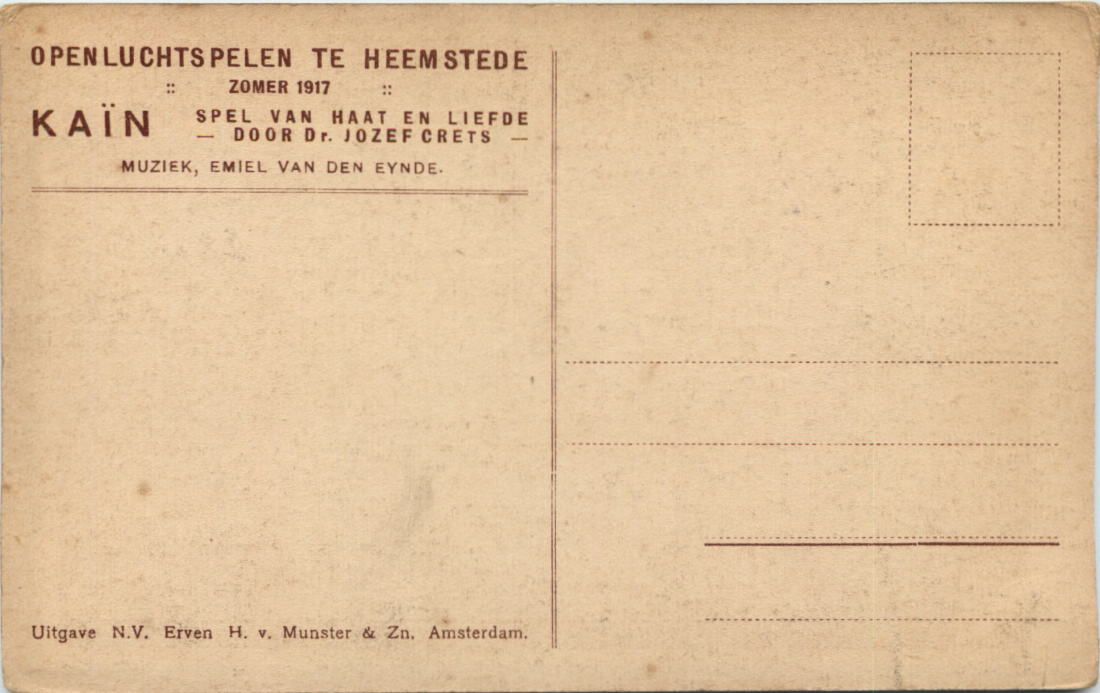 OPENLUCHTSPELEN TE HEEMSTEDE
:: ZOMER 1917 ::
KAÏN SPEL VAN HAAT EN LIEFDE
— DOOR Dr. JOZEF CRETS —
MUZIEK, EMIEL VAN DEN EYNDE.
Uitgave N.V. Erven H. v. Munster & Zn. Amsterdam.